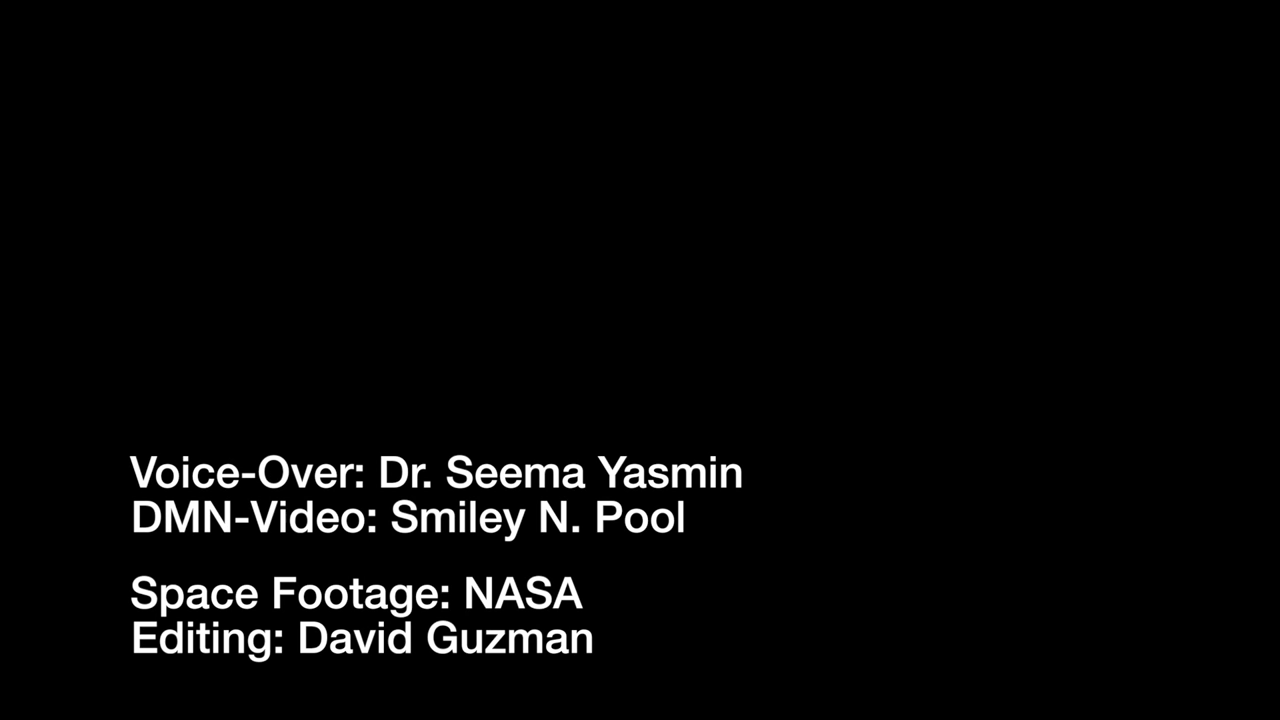 Voice-Over: Dr. Seema Yasmin
DMN-Video: Smiley N. Pool
Space Footage: NASA
Editing: David Guzman